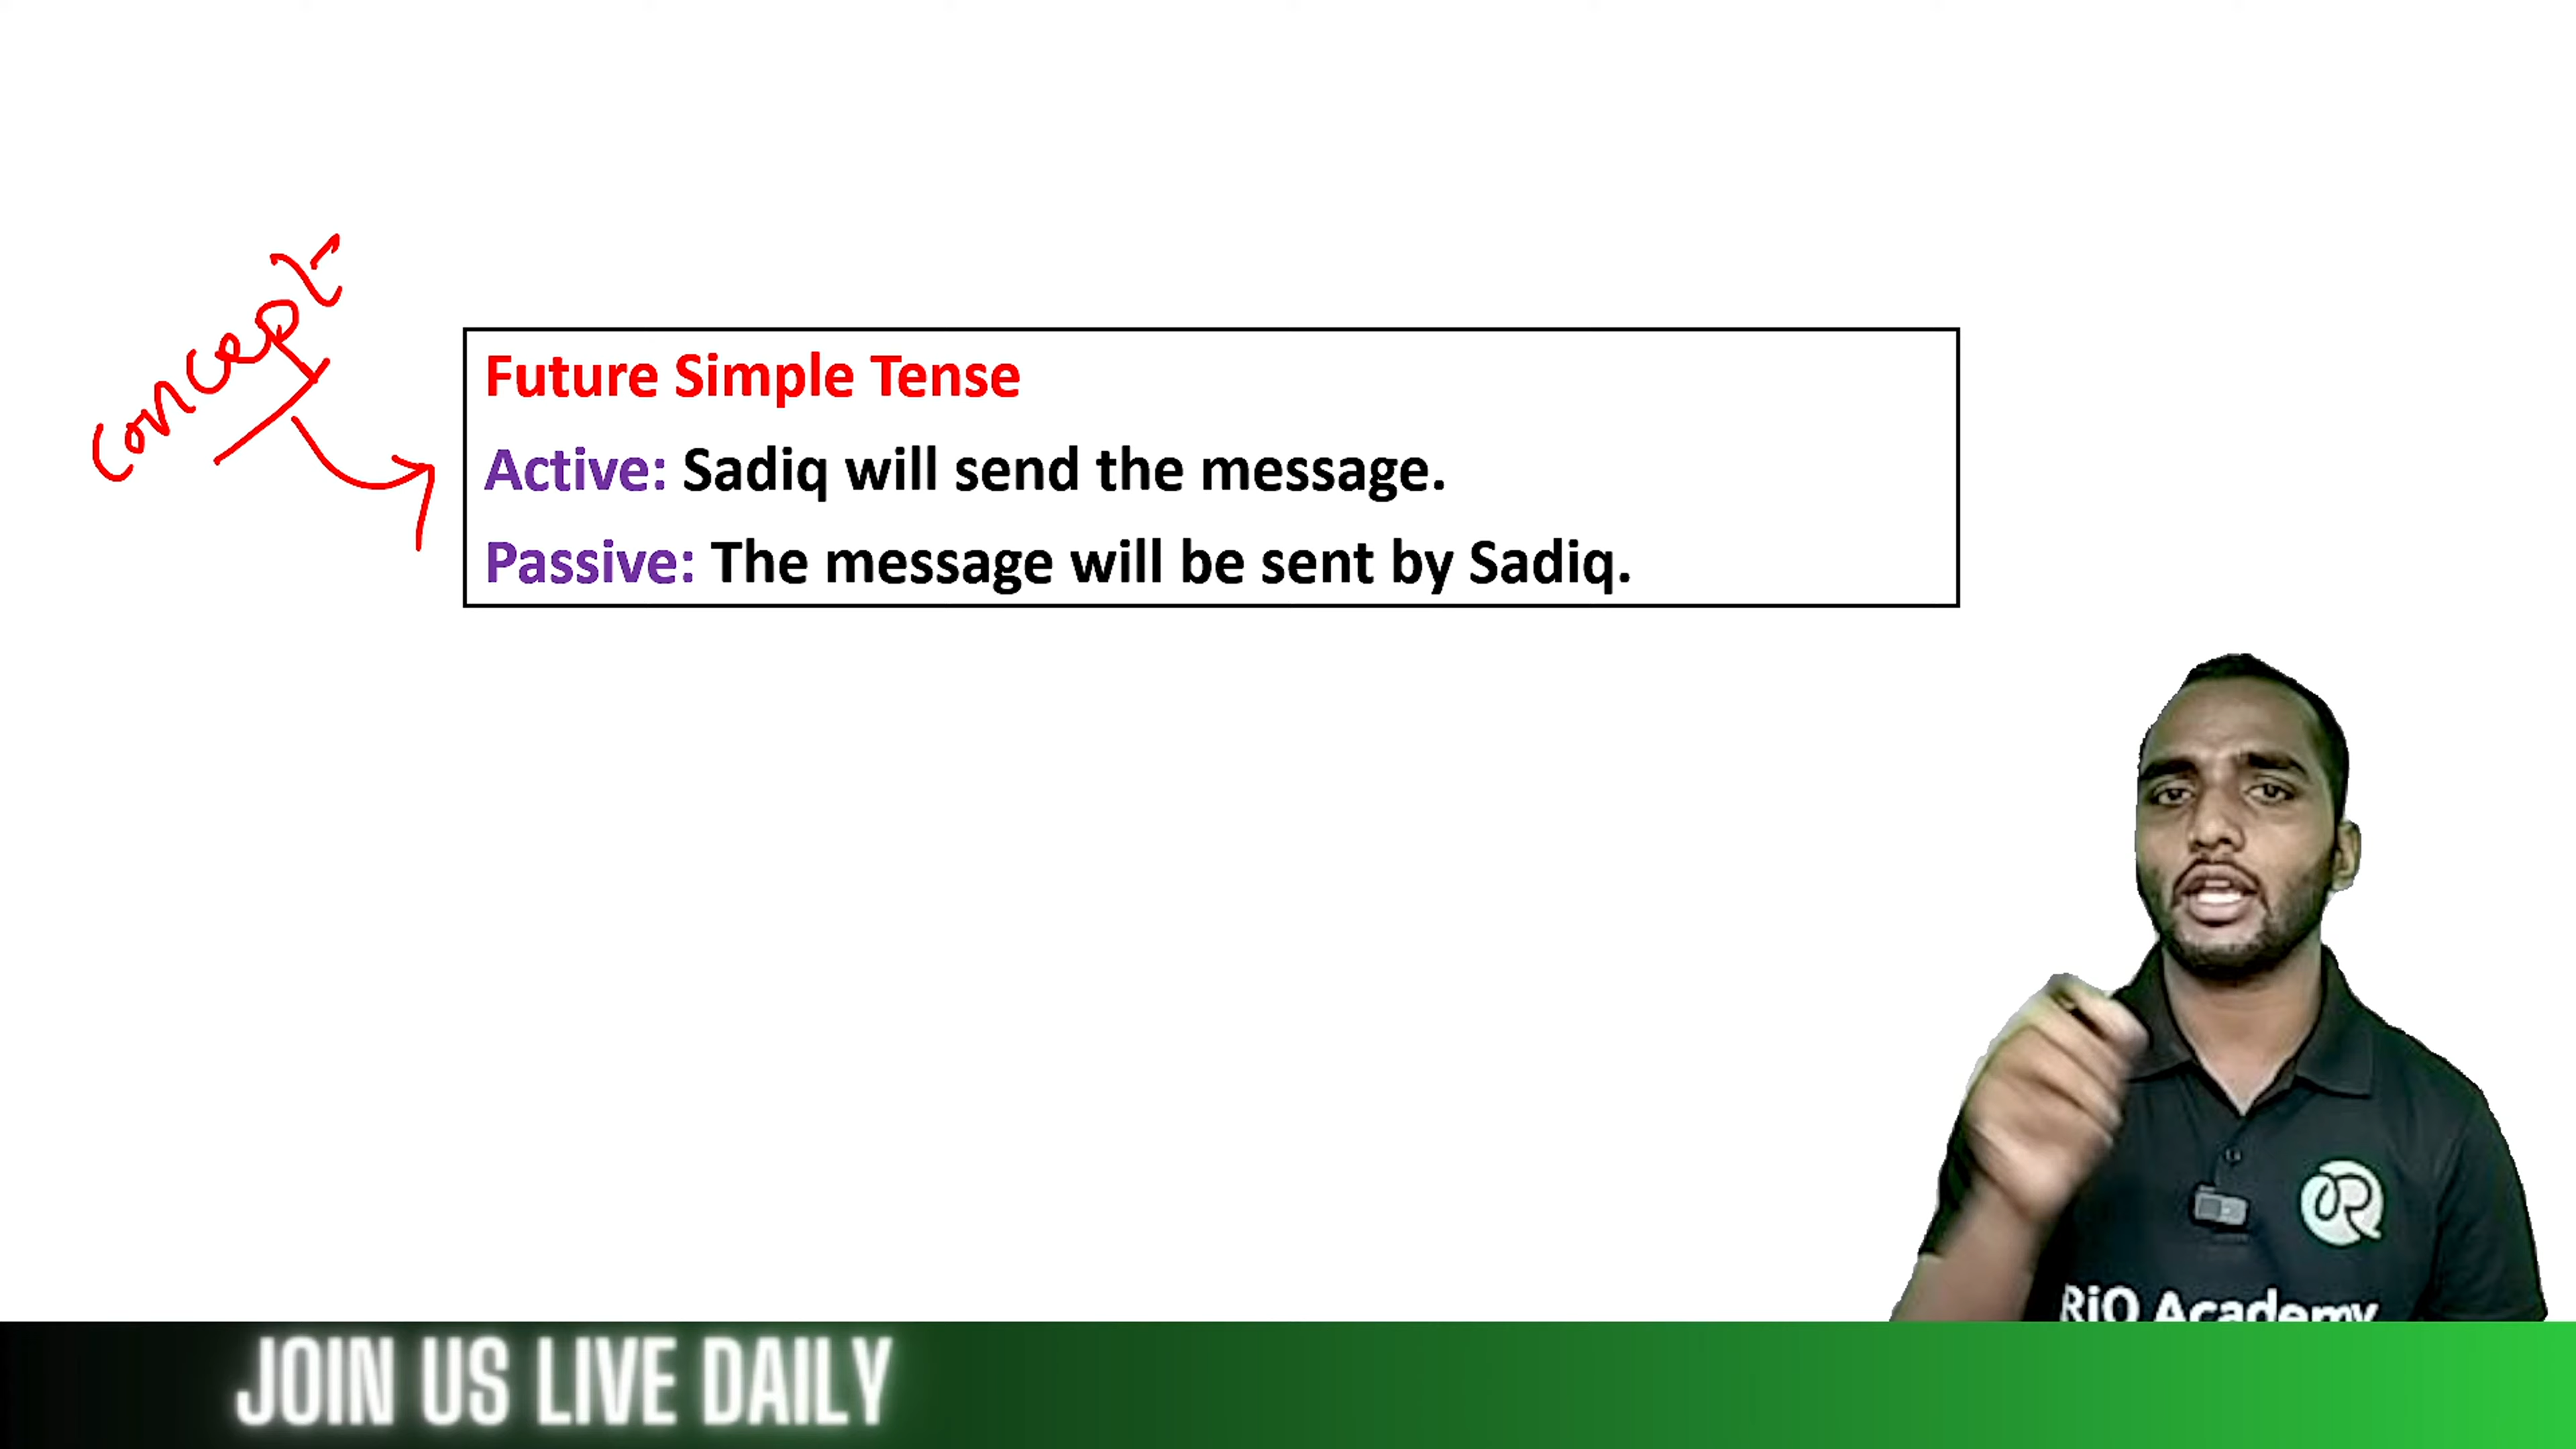 concept
Future Simple Tense
Active: Sadiq will send the message.
Passive: The message will be sent by Sadiq.
RiO Academy
JOIN US LIVE DAILY